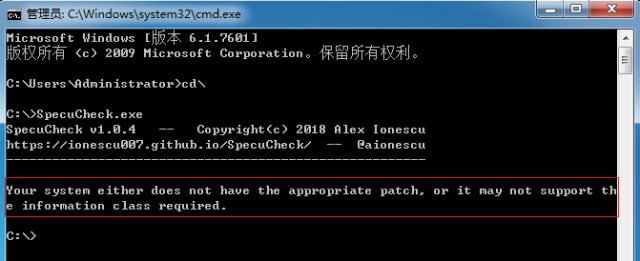 管理员: C:\Windows\system32\cmd.exe
Microsoft Windows [版本 6.1.7601]
版权所有 (c) 2009 Microsoft Corporation。保留所有权利。
C:\Users\Administrator>cd\
C:\>SpecuCheck.exe
SpecuCheck v1.0.4   --   Copyright(c) 2018 Alex Ionescu
https://ionescu007.github.io/SpecuCheck/  --  @aionescu
-------------------------------------------------------
Your system either does not have the appropriate patch, or it may not support th
e information class required.
C:\>